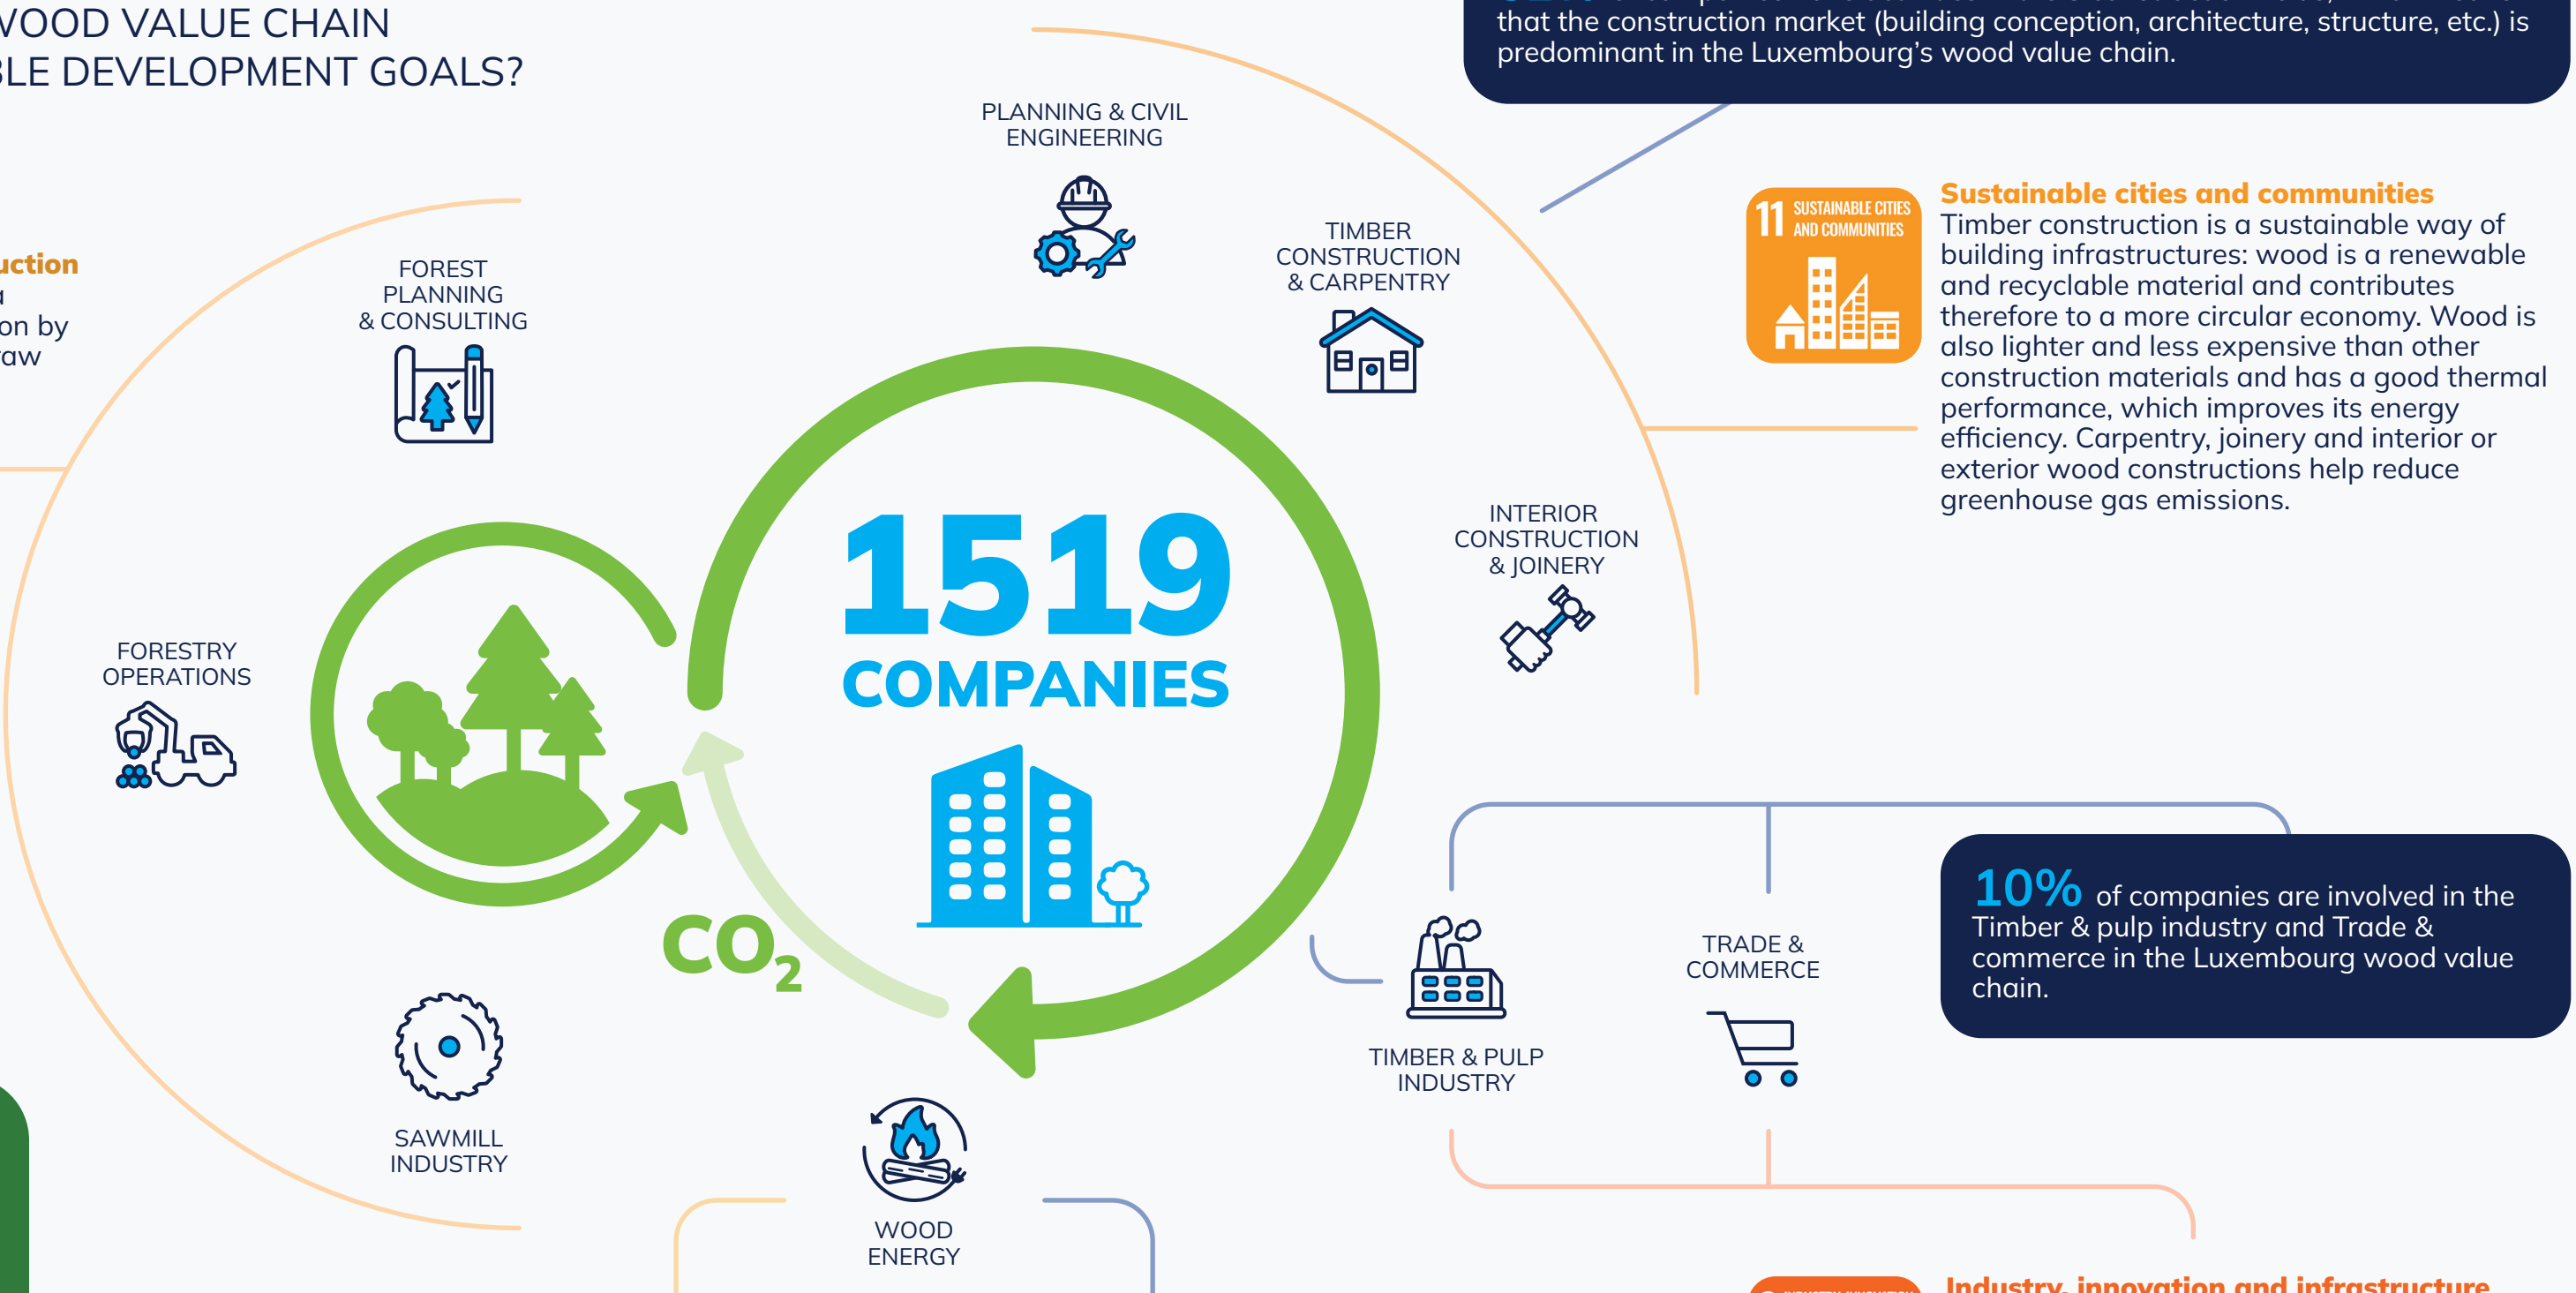 WOOD VALUE CHAIN
DEVELOPMENT GOALS?
that the construction market (building conception, architecture, structure, etc.) is
predominant in the Luxembourg's wood value chain.
PLANNING & CIVIL
ENGINEERING
TIMBER
CONSTRUCTION
& CARPENTRY
11 SUSTAINABLE CITIES
AND COMMUNITIES
Sustainable cities and communities
Timber construction is a sustainable way of
building infrastructures: wood is a renewable
and recyclable material and contributes
therefore to a more circular economy. Wood is
also lighter and less expensive than other
construction materials and has a good thermal
performance, which improves its energy
efficiency. Carpentry, joinery and interior or
exterior wood constructions help reduce
greenhouse gas emissions.
on by
FOREST
PLANNING
& CONSULTING
1519
COMPANIES
INTERIOR
CONSTRUCTION
& JOINERY
FORESTRY
OPERATIONS
CO2
10% of companies are involved in the
Timber & pulp industry and Trade &
commerce in the Luxembourg wood value
chain.
TRADE &
COMMERCE
TIMBER & PULP
INDUSTRY
SAWMILL
INDUSTRY
WOOD
ENERGY
Industry, innovation and infrastructure